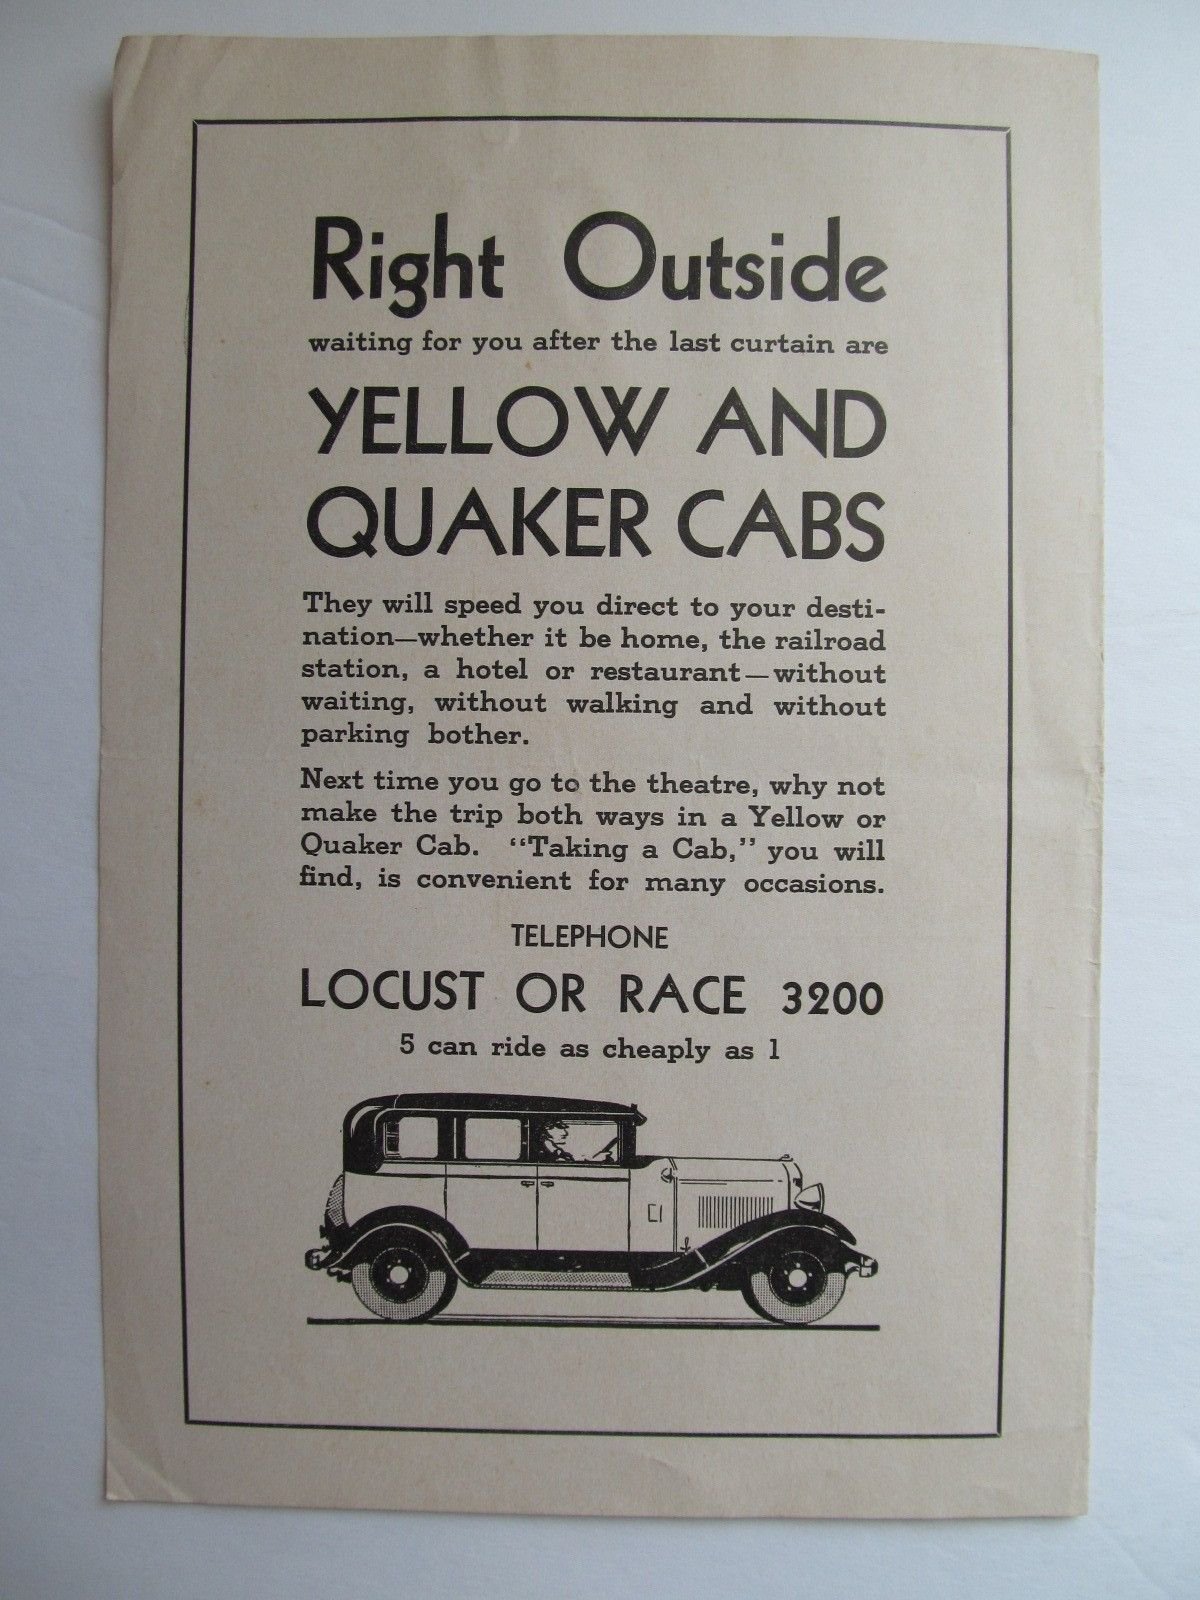 Right Outside
waiting for you after the last curtain are
YELLOW AND
QUAKER CABS
They will speed you direct to your desti-
nation—whether it be home, the railroad
station, a hotel or restaurant—without
waiting, without walking and without
parking bother.
Next time you go to the theatre, why not
make the trip both ways in a Yellow or
Quaker Cab. “Taking a Cab,” you will
find, is convenient for many occasions.
TELEPHONE
LOCUST OR RACE 3200
5 can ride as cheaply as 1